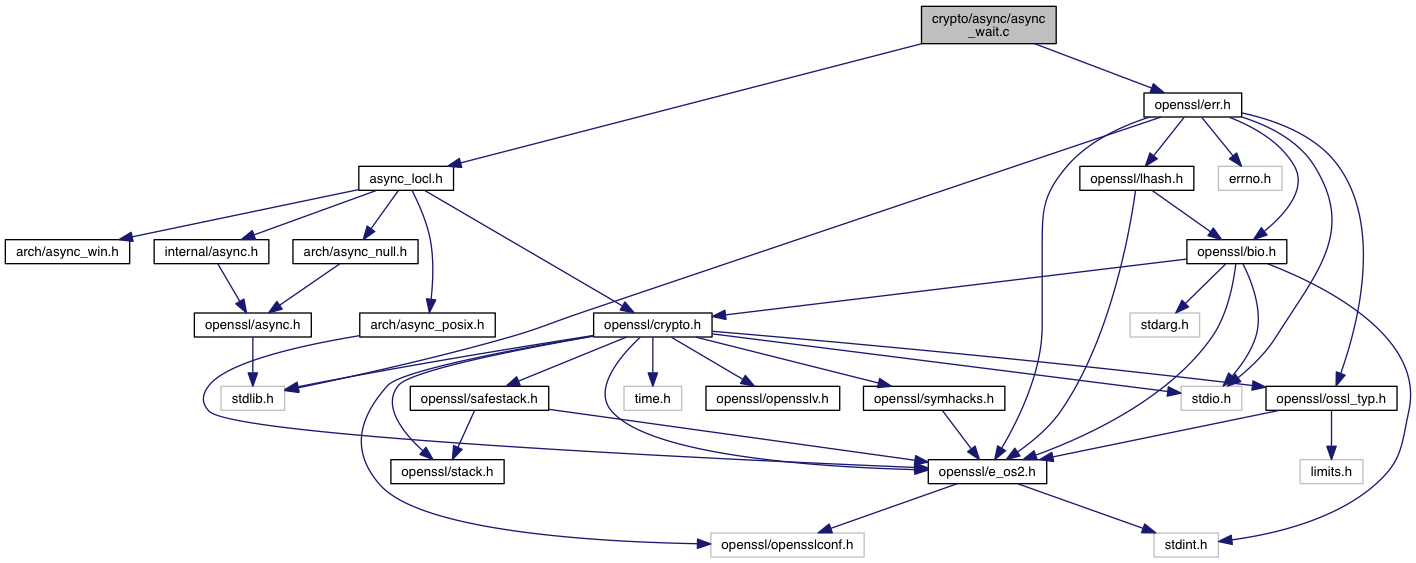 crypto/async/async
_wait.c
openssl/err.h
async_locl.h
openssl/lhash.h
errno.h
arch/async_win.h
internal/async.h
arch/async_null.h
openssl/bio.h
openssl/async.h
arch/async_posix.h
openssl/crypto.h
stdarg.h
stdlib.h
openssl/safestack.h
time.h
openssl/opensslv.h
openssl/symhacks.h
stdio.h
openssl/ossl_typ.h
openssl/stack.h
openssl/e_os2.h
limits.h
openssl/opensslconf.h
stdint.h